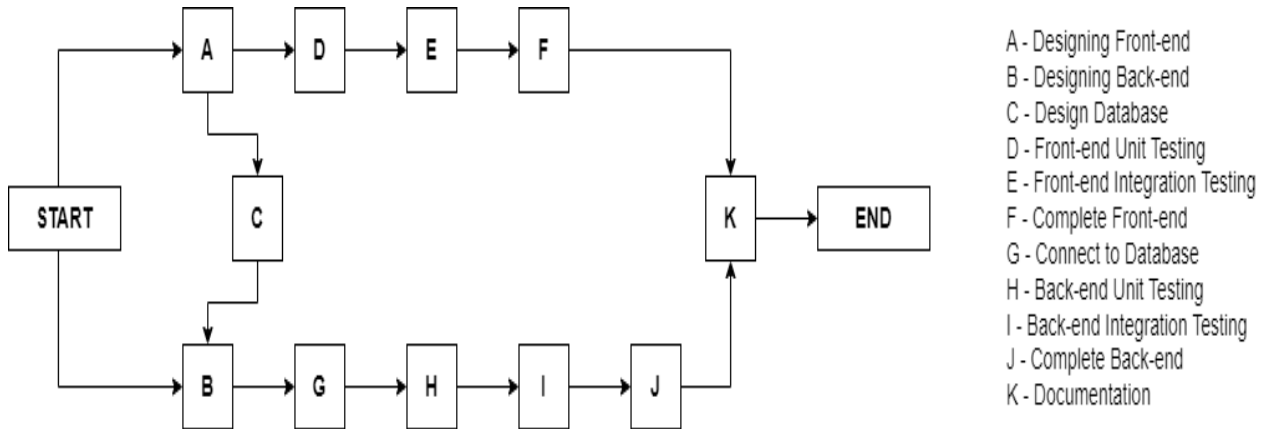 A
D
E
F
START
C
K
END
B
G
H
I
J
A - Designing Front-end
B - Designing Back-end
C - Design Database
D - Front-end Unit Testing
E - Front-end Integration Testing
F - Complete Front-end
G - Connect to Database
H - Back-end Unit Testing
I - Back-end Integration Testing
J - Complete Back-end
K - Documentation